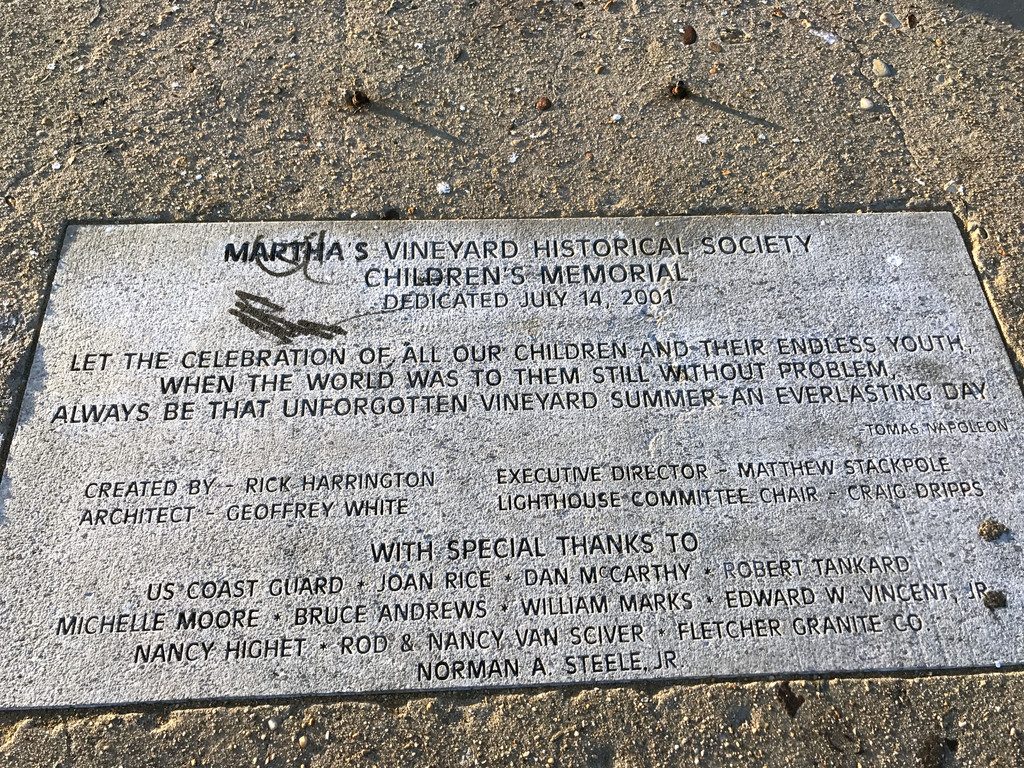 MARTHA'S VINEYARD HISTORICAL SOCIETY
CHILDREN'S MEMORIAL
DEDICATED JULY 14, 2001
LET THE CELEBRATION OF ALL OUR CHILDREN AND THEIR ENDLESS YOUTH,
WHEN THE WORLD WAS TO THEM STILL WITHOUT PROBLEM,
ALWAYS BE THAT UNFORGOTTEN VINEYARD SUMMER-AN EVERLASTING DAY.
-TOMAS NAPOLEON
CREATED BY - RICK HARRINGTON
ARCHITECT - GEOFFREY WHITE
EXECUTIVE DIRECTOR - MATTHEW STACKPOLE
LIGHTHOUSE COMMITTEE CHAIR - CRAIG DRIPPS
WITH SPECIAL THANKS TO
US COAST GUARD * JOAN RICE * DAN McCARTHY * ROBERT TANKARD
MICHELLE MOORE * BRUCE ANDREWS * WILLIAM MARKS * EDWARD W. VINCENT, JR.
NANCY HIGHET * ROD & NANCY VAN SCIVER * FLETCHER GRANITE CO.
NORMAN A. STEELE, JR.